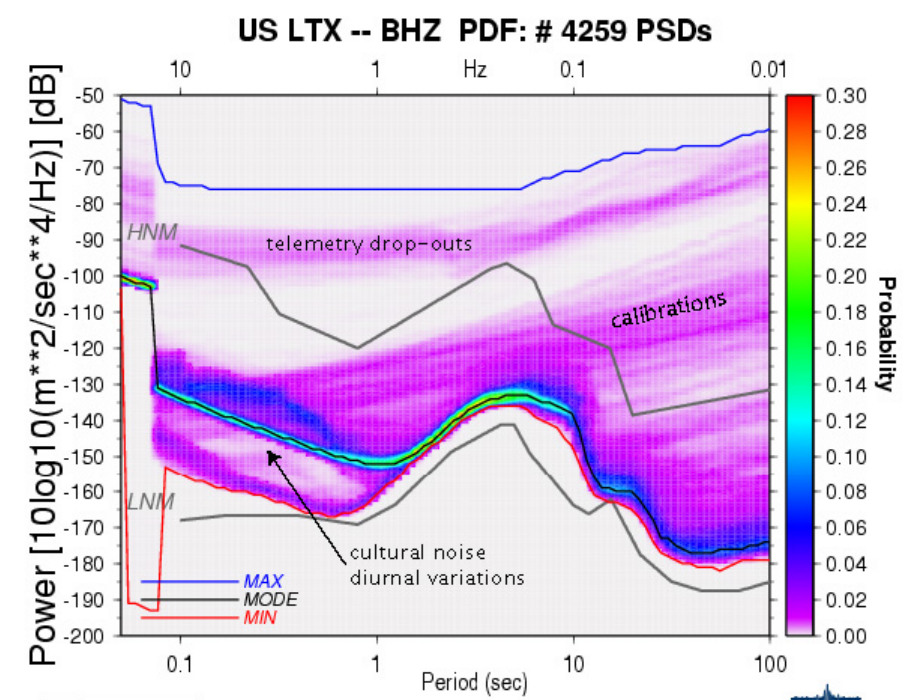 US LTX -- BHZ  PDF: # 4259 PSDs
10 1 Hz 0.1 0.01
Power [10log10(m**2/sec**4/Hz)] [dB]
-50
-60
-70
-80
-90
-100
-110
-120
-130
-140
-150
-160
-170
-180
-190
-200
HNM
telemetry drop-outs
calibrations
LNM
cultural noise
diurnal variations
MAX
MODE
MIN
0.30
0.28
0.26
0.24
0.22
0.20
0.18
0.16
0.14
0.12
0.10
0.08
0.06
0.04
0.02
0.00
Probability
0.1 1 10 100
Period (sec)